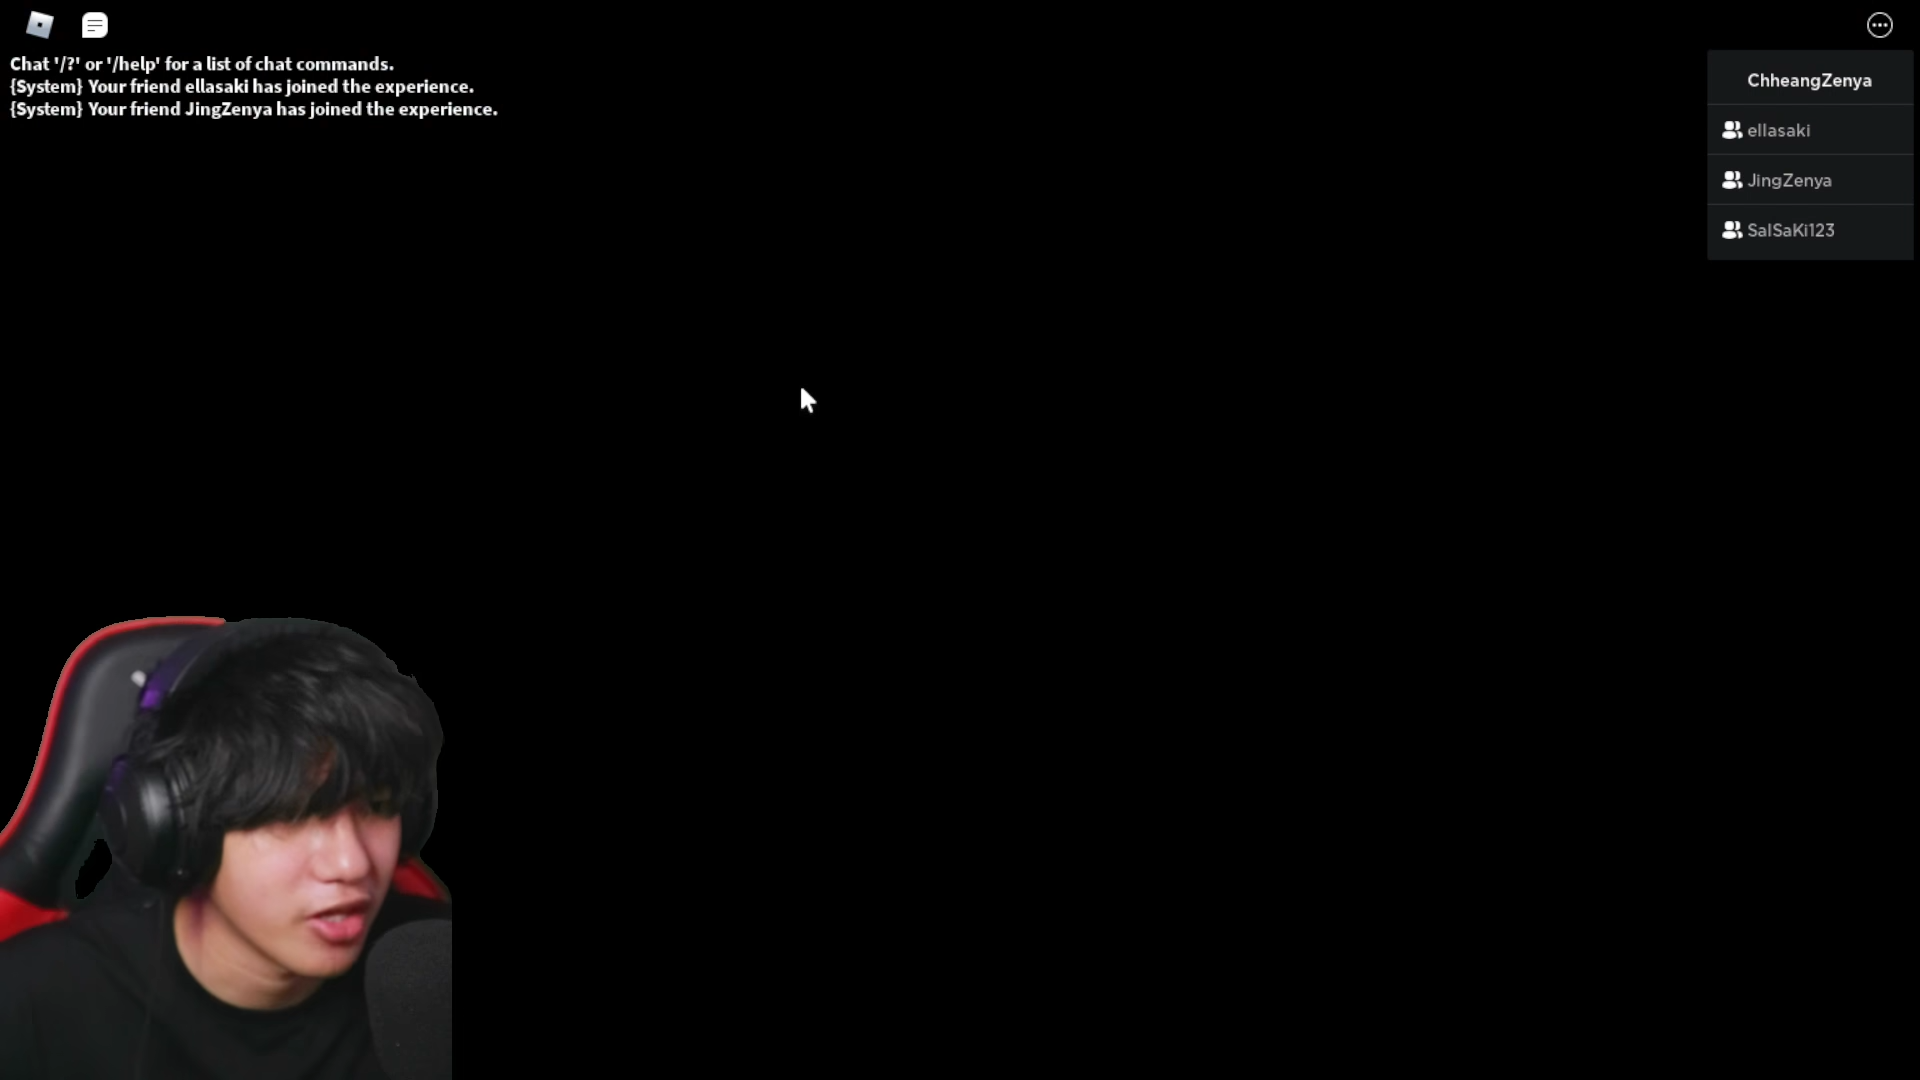 Chat '/?' or '/help' for a list of chat commands.
{System} Your friend ellasaki has joined the experience.
{System} Your friend JingZenya has joined the experience.
ChheangZenya
ellasaki
JingZenya
SalSaKi123